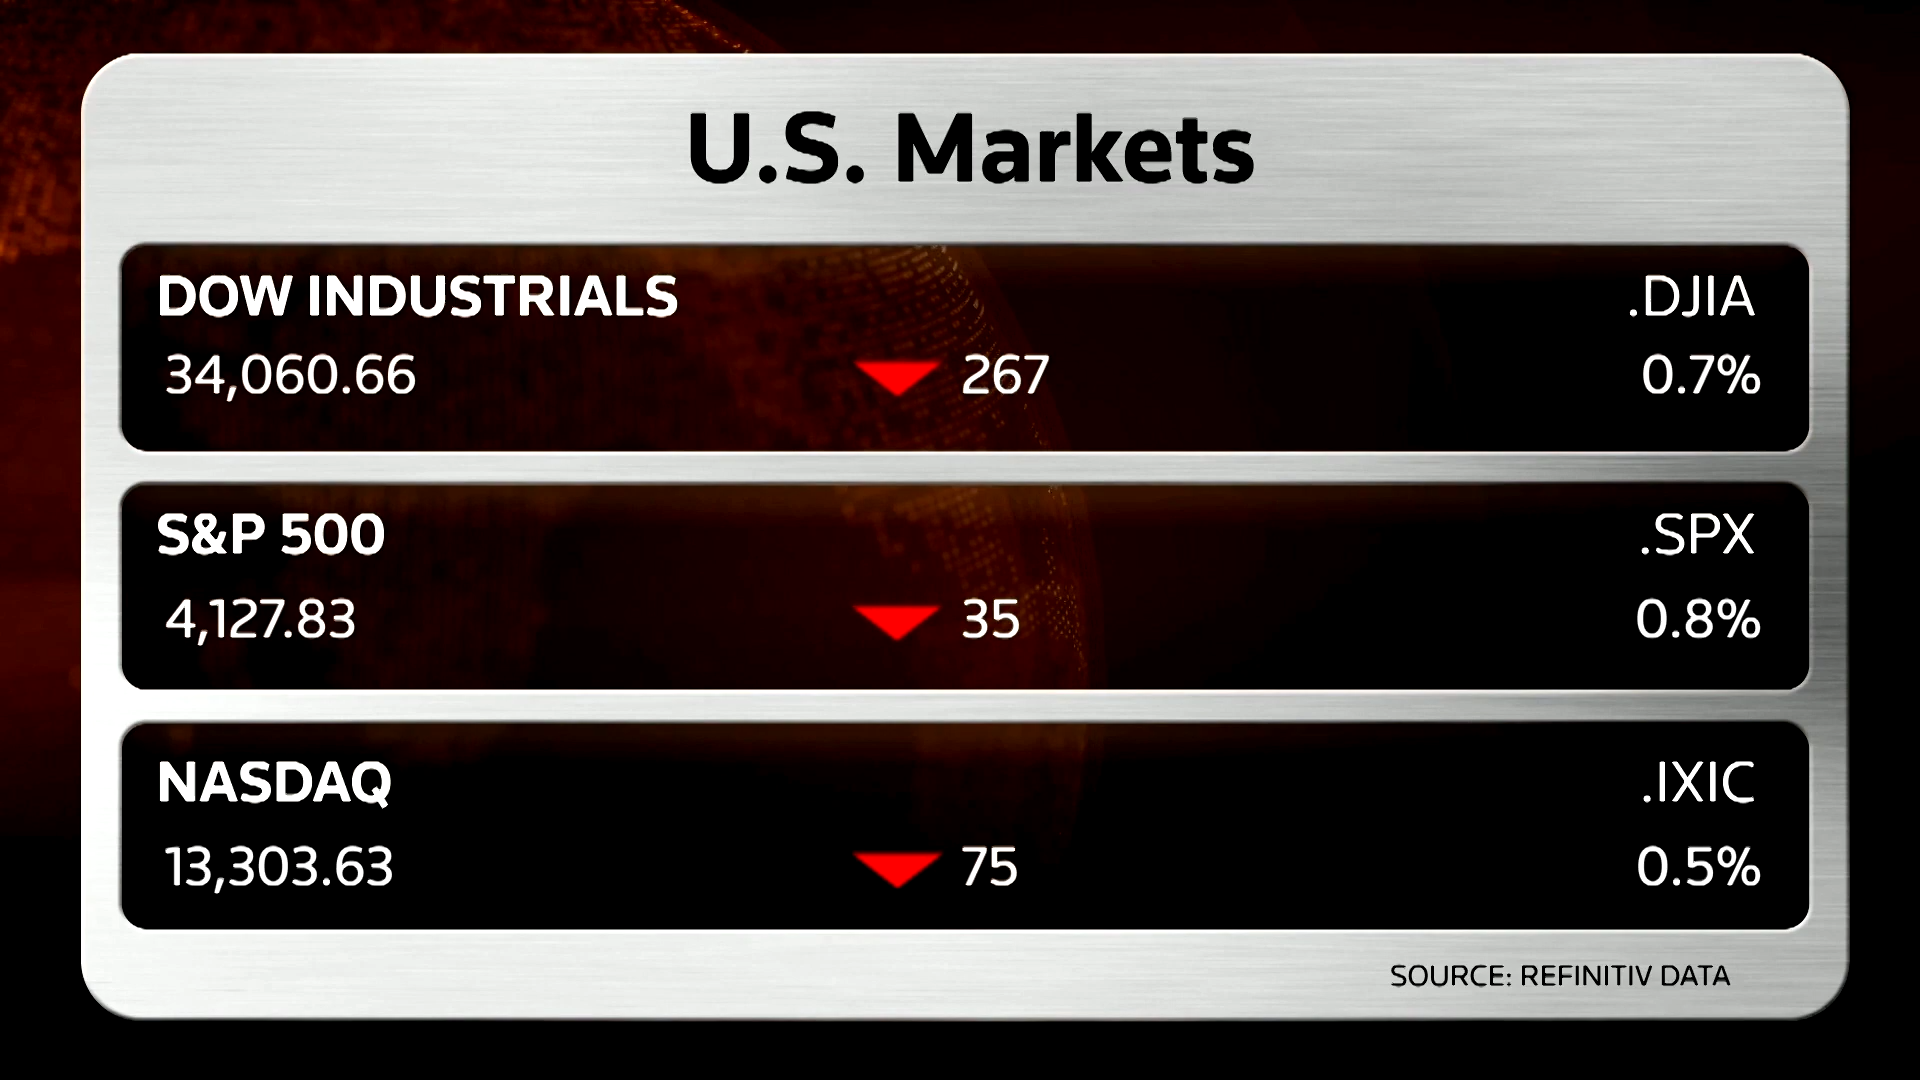 U.S. Markets
DOW INDUSTRIALS .DJIA
34,060.66 267 0.7%
S&P 500 .SPX
4,127.83 35 0.8%
NASDAQ .IXIC
13,303.63 75 0.5%
SOURCE: REFINITIV DATA